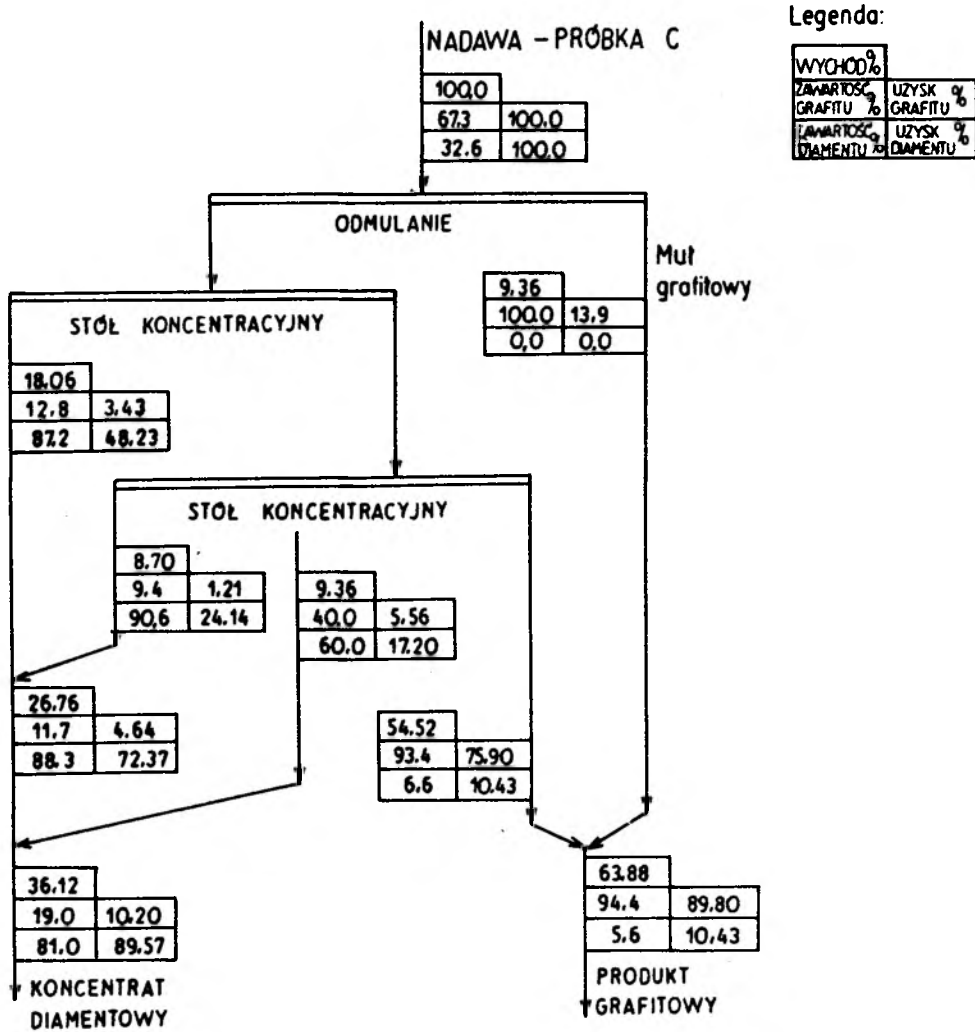 NADAWA - PRÓBKA C
100,0
67.3 100.0
32.6 100.0
Legenda:
WYCHÓD %
ZAWARTOŚĆ GRAFITU % UZYSK GRAFITU %
ZAWARTOŚĆ DIAMENTU % UZYSK DIAMENTU %
ODMULANIE
Muł
grafitowy
9.36
100.0 13.9
0,0 0,0
STÓŁ KONCENTRACYJNY
18.06
12.8 3.43
87.2 48.23
STÓŁ KONCENTRACYJNY
8.70
9.4 1.21
90,6 24.14
9.36
40.0 5.56
60.0 17.20
26.76
11.7 4.64
88.3 72.37
54.52
93.4 75.90
6.6 10.43
36.12
19.0 10.20
81.0 89.57
63.88
94.4 89.80
5.6 10,43
KONCENTRAT
DIAMENTOWY
PRODUKT
GRAFITOWY